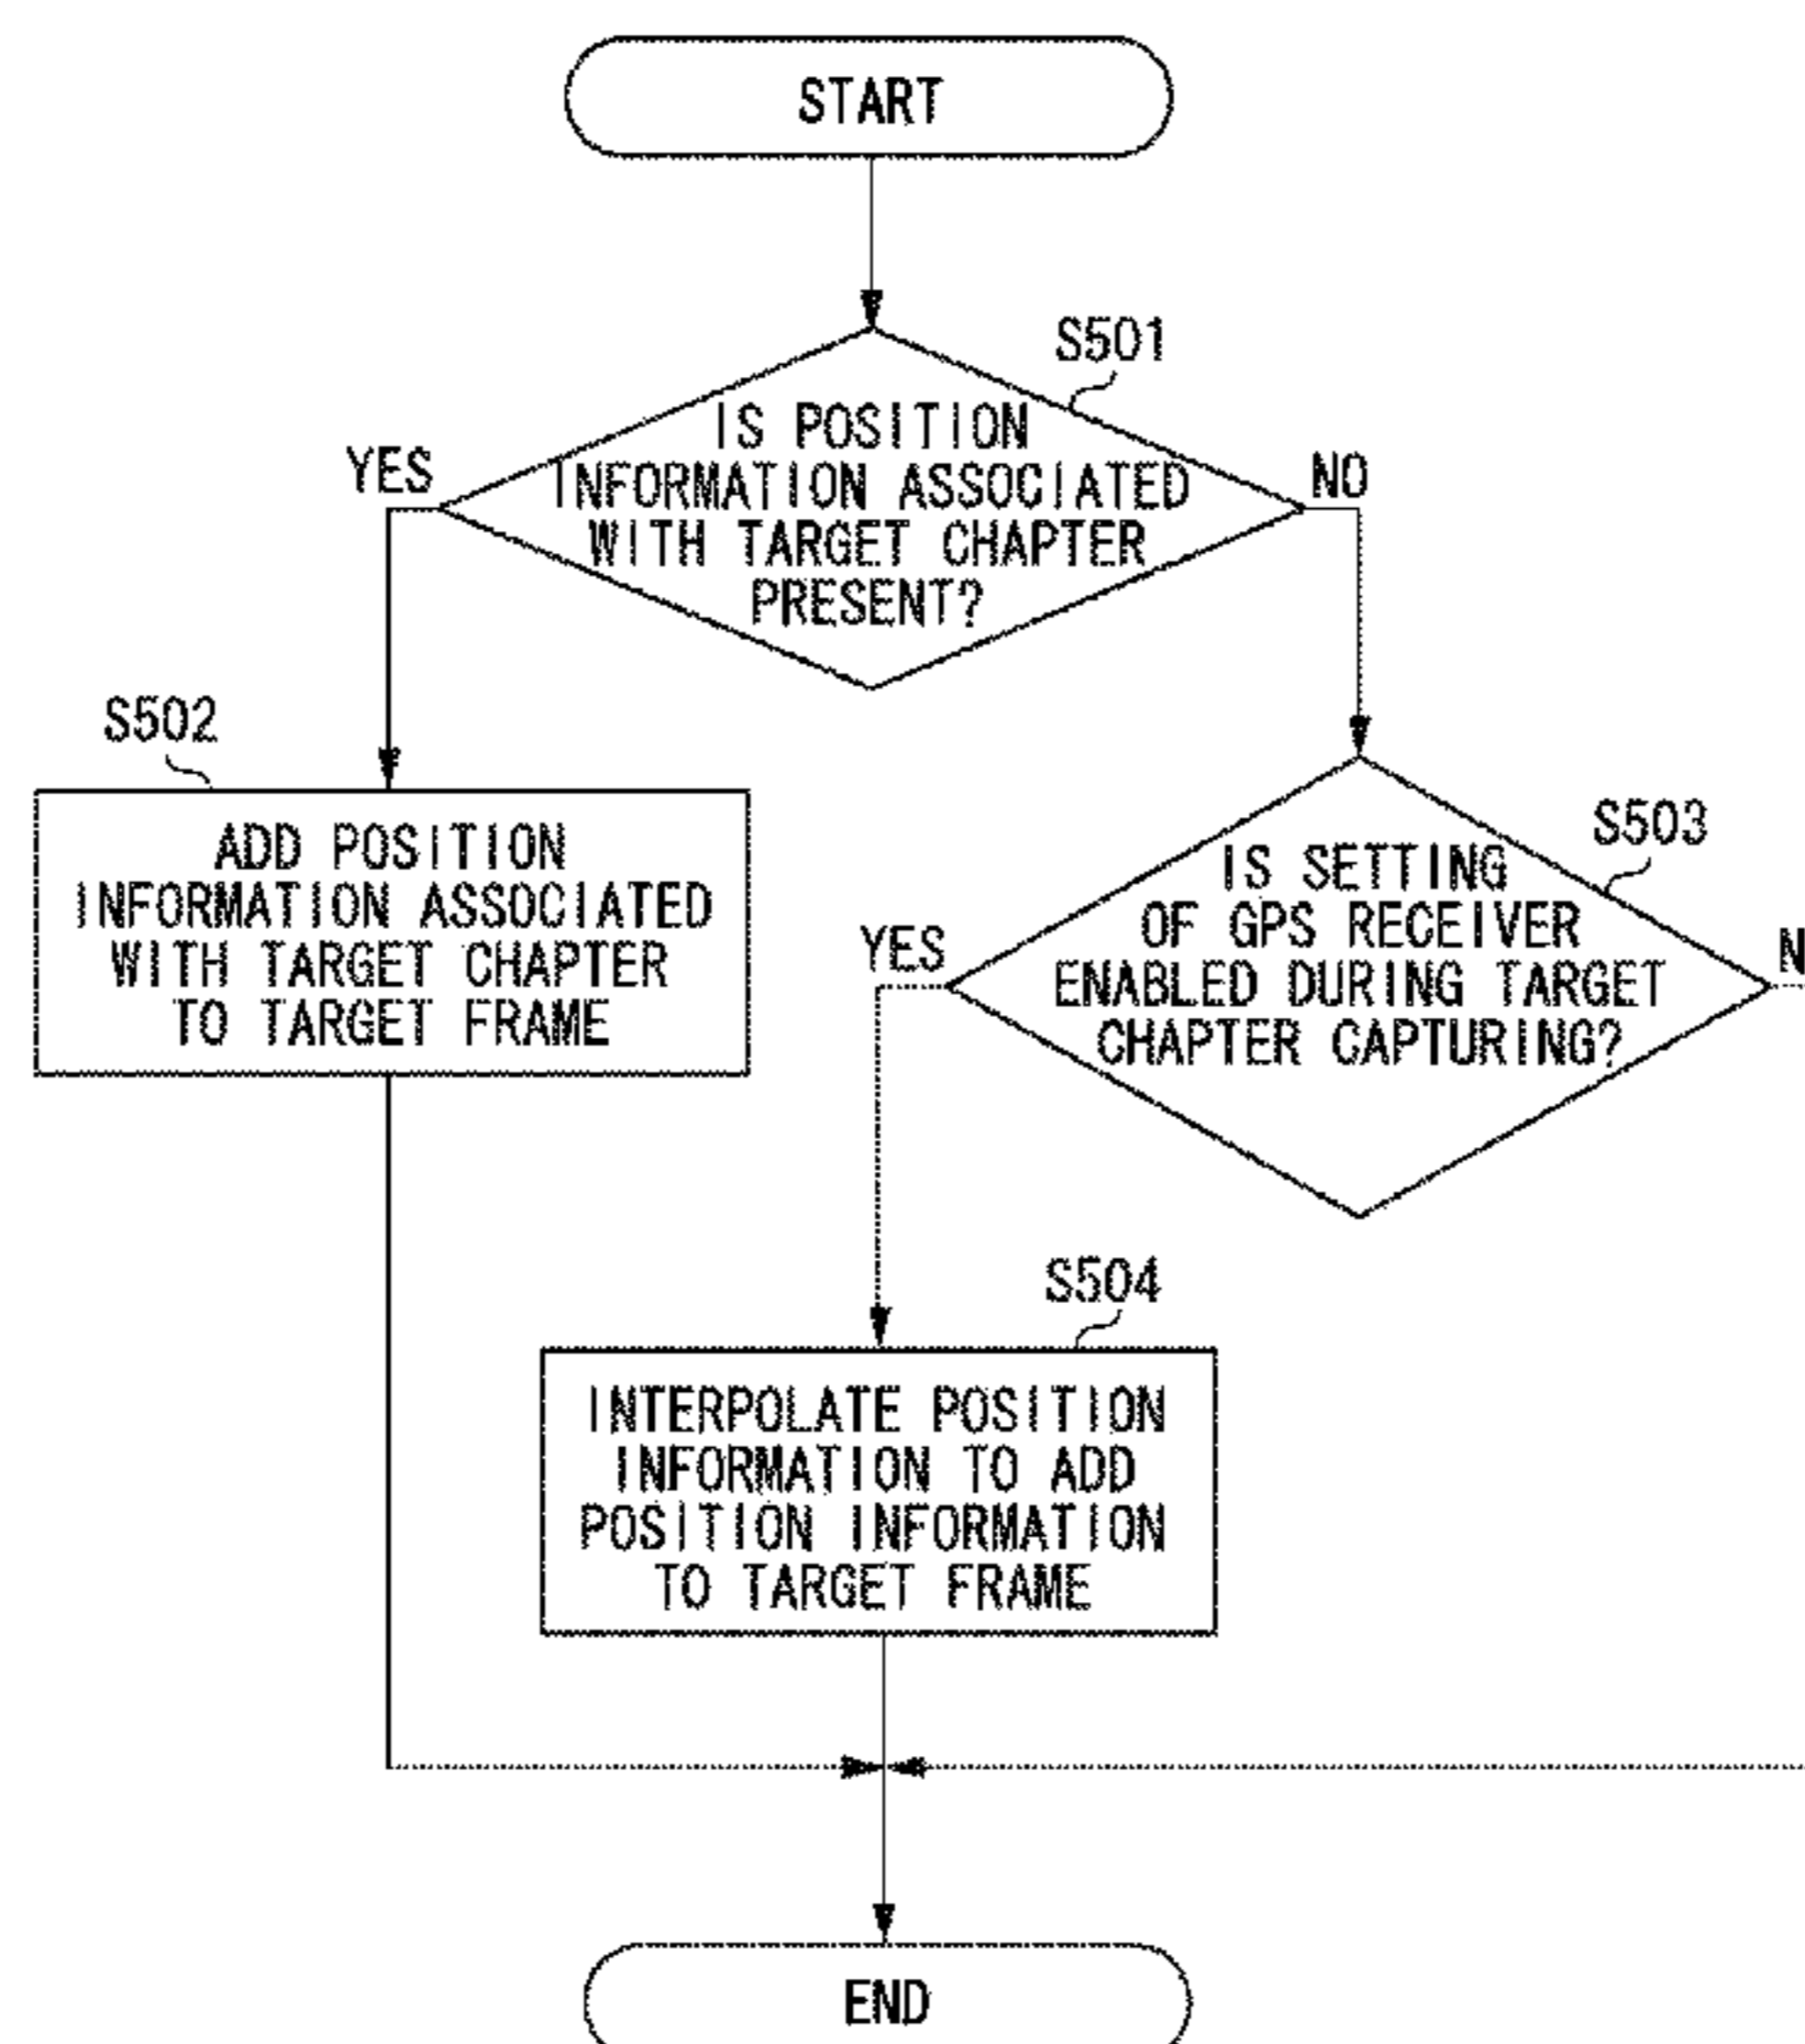 START
S501
IS POSITION
INFORMATION ASSOCIATED
WITH TARGET CHAPTER
PRESENT?
YES
NO
S502
ADD POSITION
INFORMATION ASSOCIATED
WITH TARGET CHAPTER
TO TARGET FRAME
S503
IS SETTING
OF GPS RECEIVER
ENABLED DURING TARGET
CHAPTER CAPTURING?
YES
N
S504
INTERPOLATE POSITION
INFORMATION TO ADD
POSITION INFORMATION
TO TARGET FRAME
END